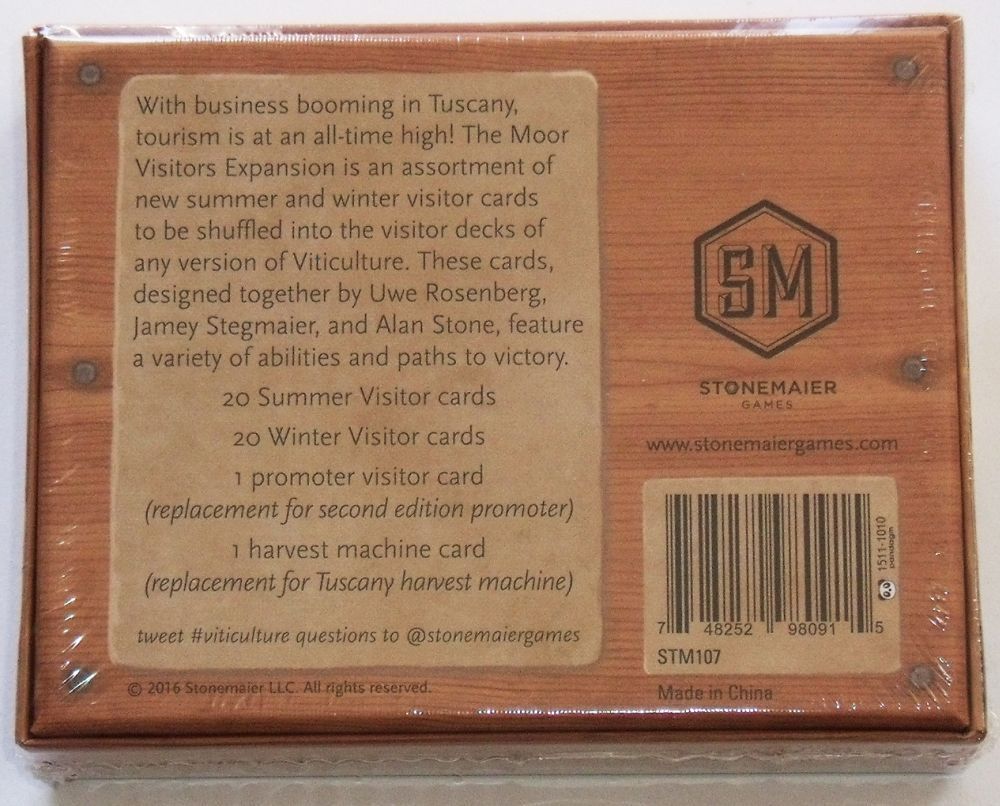 With business booming in Tuscany,
tourism is at an all-time high! The Moor
Visitors Expansion is an assortment of
new summer and winter visitor cards
to be shuffled into the visitor decks of
any version of Viticulture. These cards,
designed together by Uwe Rosenberg,
Jamey Stegmaier, and Alan Stone, feature
a variety of abilities and paths to victory.
20 Summer Visitor cards
20 Winter Visitor cards
1 promoter visitor card
(replacement for second edition promoter)
1 harvest machine card
(replacement for Tuscany harvest machine)
tweet #viticulture questions to @stonemaiergames
© 2016 Stonemaier LLC. All rights reserved.
SM
STONEMAIER
GAMES
www.stonemaiergames.com
7 48252 98091 5
1511-1010
pandagm
STM107
Made in China